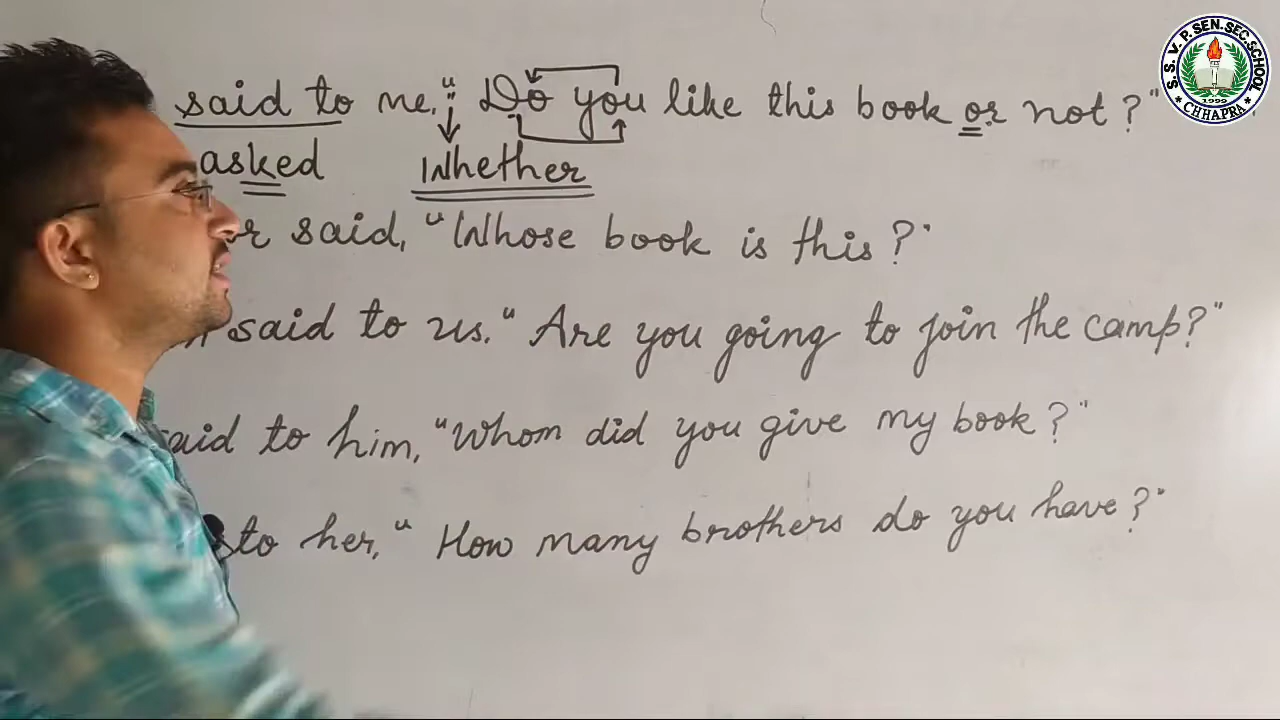 said to me, " Do you like this book or not ? "
asked Whether
said, "Whose book is this ? "
said to us. " Are you going to join the camp? "
to him, "Whom did you give my book ? "
to her, " How many brothers do you have ? "
S. S. V. P. SEN. SEC. SCHOOL
1999
CHHAPRA